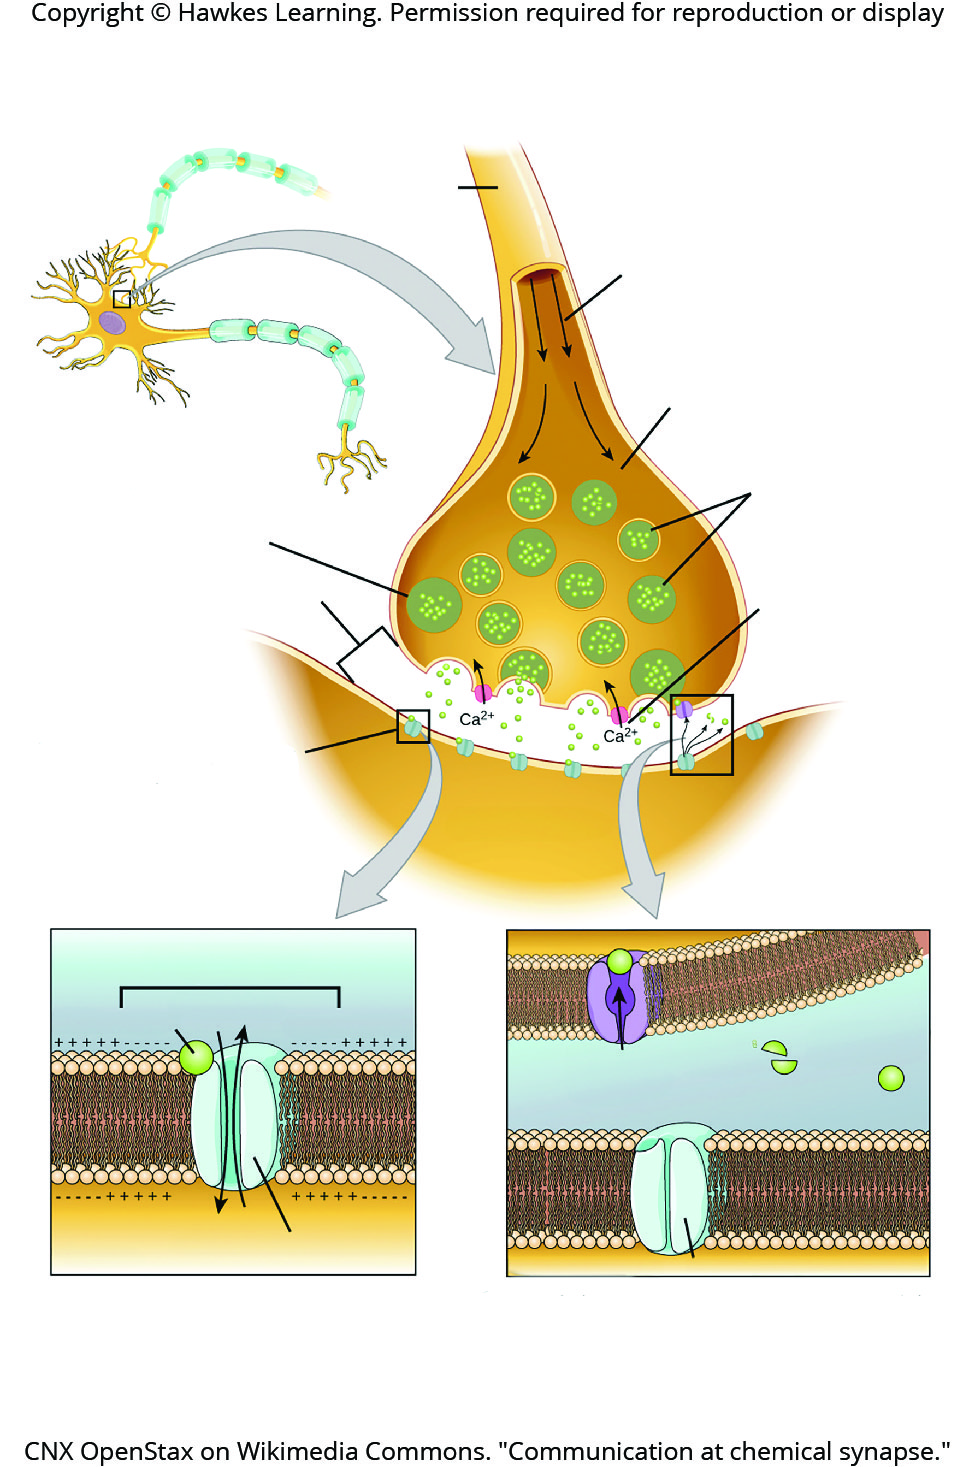 Copyright © Hawkes Learning. Permission required for reproduction or display
Ca2+
Ca2+
+ + + + + + - - - - -
- - - - - + + + + + +
- - - - - + + + + +
+ + + + + - - - - -
CNX OpenStax on Wikimedia Commons. "Communication at chemical synapse."